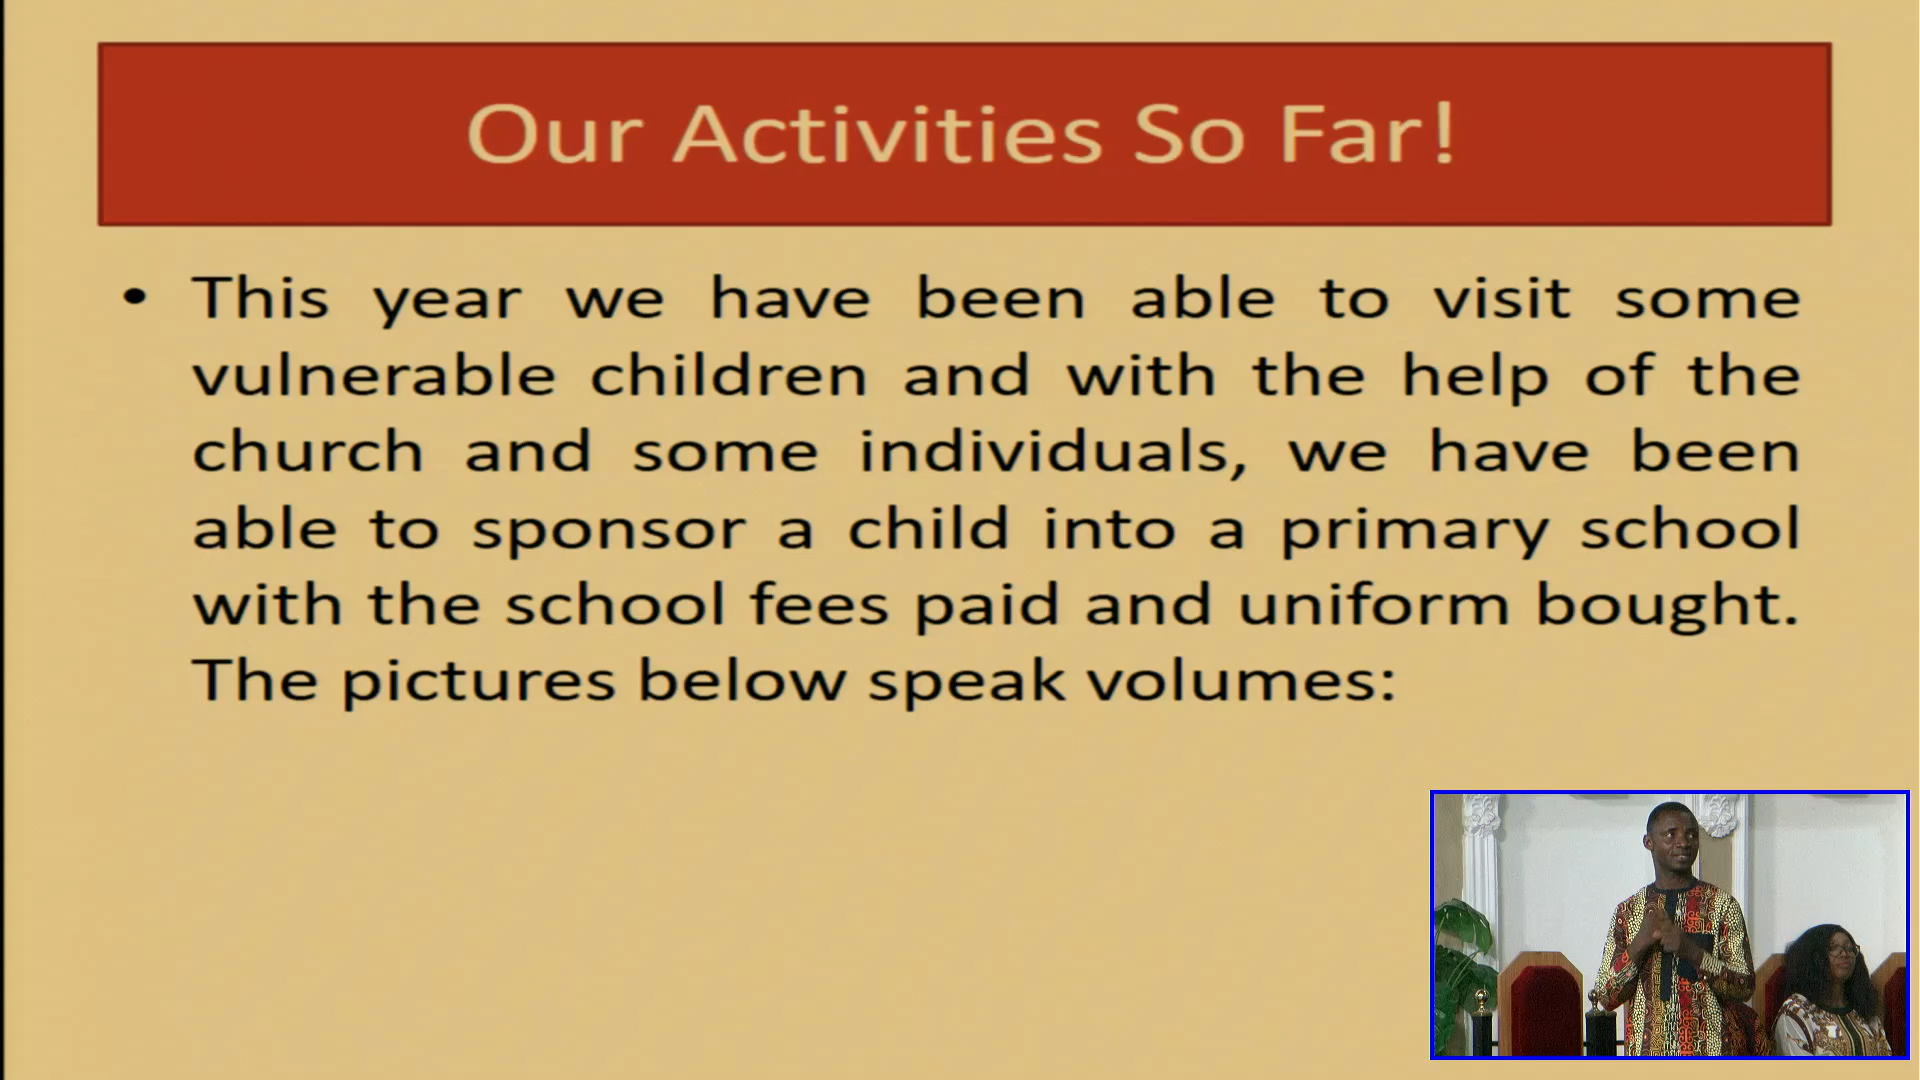 Our Activities So Far!
• This year we have been able to visit some
vulnerable children and with the help of the
church and some individuals, we have been
able to sponsor a child into a primary school
with the school fees paid and uniform bought.
The pictures below speak volumes: